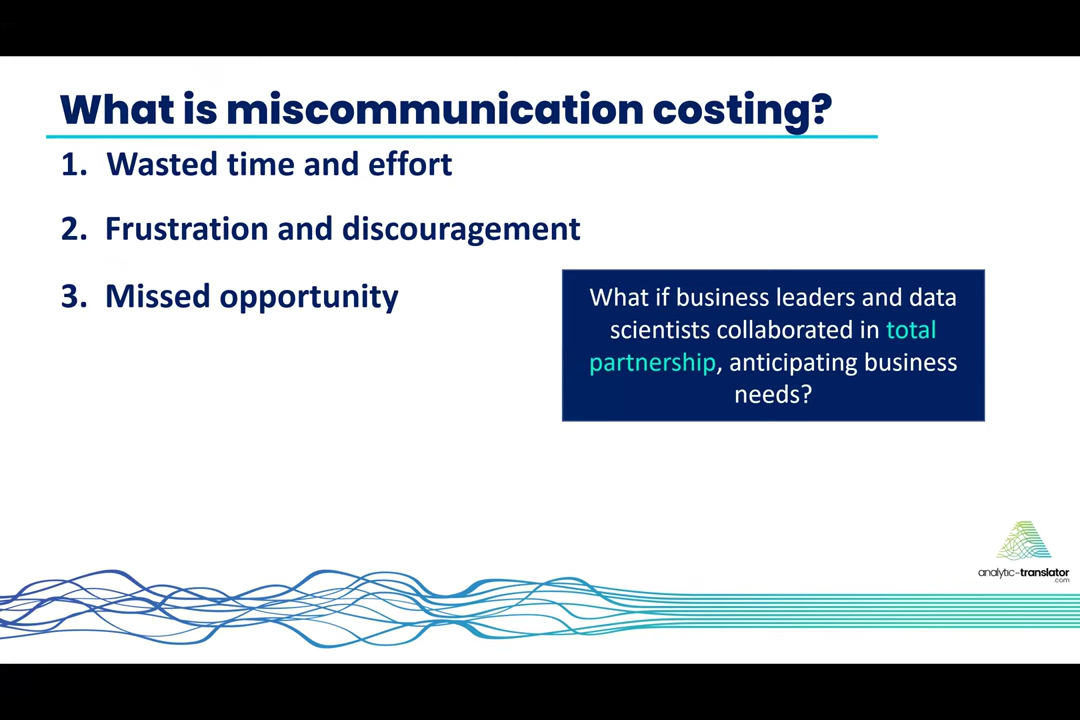 What is miscommunication costing?
1. Wasted time and effort
2. Frustration and discouragement
3. Missed opportunity
What if business leaders and data
scientists collaborated in total
partnership, anticipating business
needs?
analytic-translator
.com